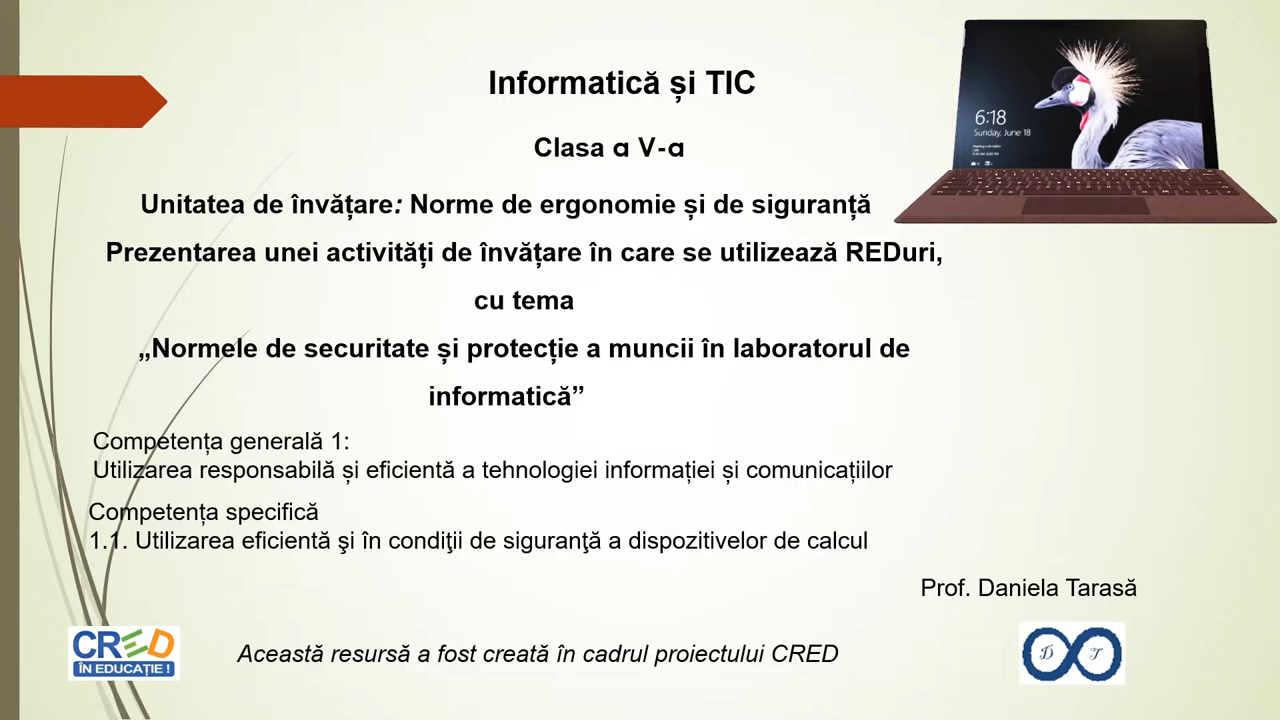 Informatică și TIC
6:18
Sunday, June 18
Clasa a V-a
Unitatea de învățare: Norme de ergonomie și de siguranță
Prezentarea unei activități de învățare în care se utilizează REDuri,
cu tema
„Normele de securitate și protecție a muncii în laboratorul de
informatică”
Competența generală 1:
Utilizarea responsabilă și eficientă a tehnologiei informației și comunicațiilor
Competența specifică
1.1. Utilizarea eficientă şi în condiţii de siguranţă a dispozitivelor de calcul
Prof. Daniela Tarasă
CRED
ÎN EDUCAȚIE !
Această resursă a fost creată în cadrul proiectului CRED
D T